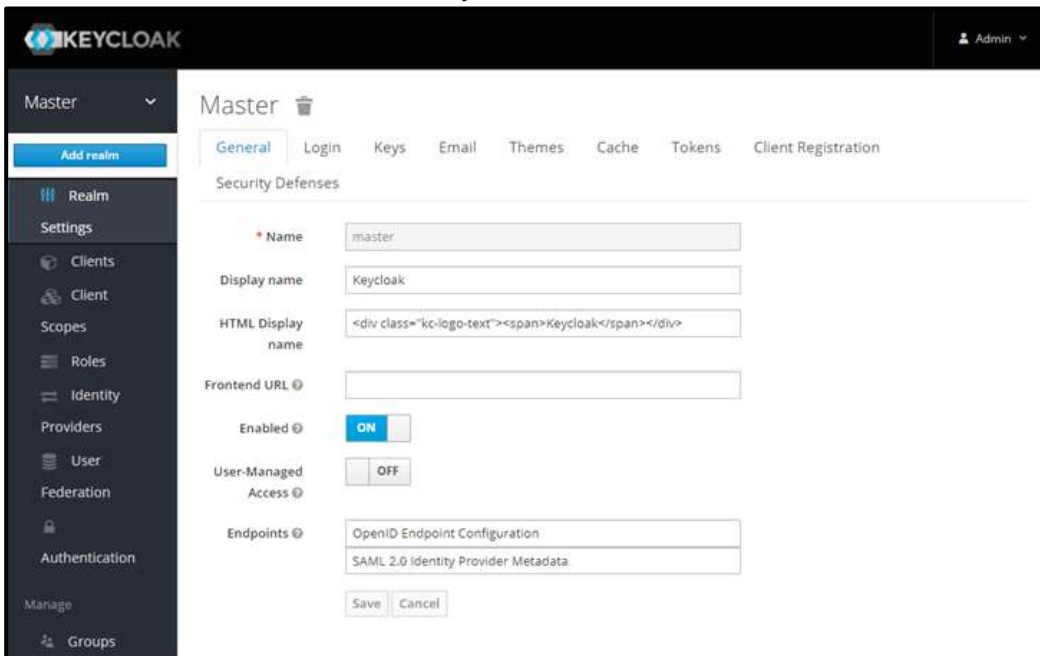 KEYCLOAK
Admin
Master
Add realm
Realm
Settings
Clients
Client
Scopes
Roles
Identity
Providers
User
Federation
Authentication
Manage
Groups
Master
General Login Keys Email Themes Cache Tokens Client Registration
Security Defenses
* Name master
Display name Keycloak
HTML Display
name
<div class="kc-logo-text"><span>Keycloak</span></div>
Frontend URL
Enabled ON
User-Managed
Access
OFF
Endpoints OpenID Endpoint Configuration
SAML 2.0 Identity Provider Metadata
Save Cancel